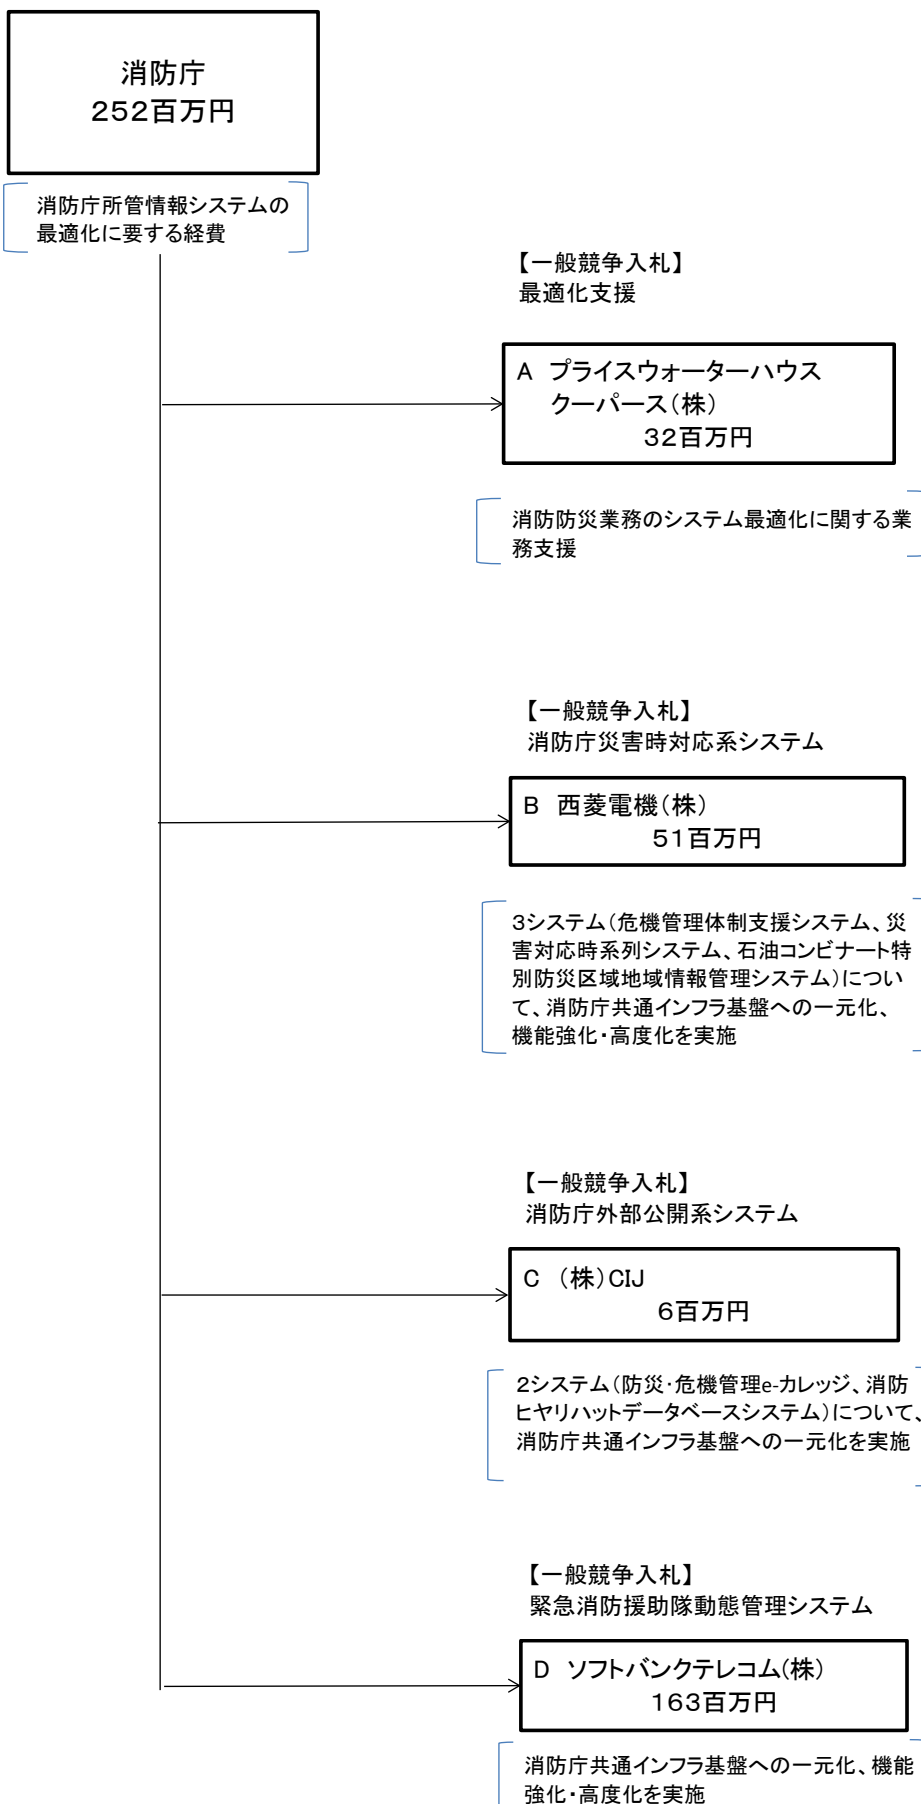 消防庁
252百万円
消防庁所管情報システムの
最適化に要する経費
【一般競争入札】
最適化支援
A プライスウォーターハウス
クーパース(株)
32百万円
消防防災業務のシステム最適化に関する業
務支援
【一般競争入札】
消防庁災害時対応系システム
B 西菱電機(株)
51百万円
3システム(危機管理体制支援システム、災
害対応時系列システム、石油コンビナート特
別防災区域地域情報管理システム)につい
て、消防庁共通インフラ基盤への一元化、
機能強化・高度化を実施
【一般競争入札】
消防庁外部公開系システム
C (株)CIJ
6百万円
2システム(防災・危機管理e-カレッジ、消防
ヒヤリハットデータベースシステム)について、
消防庁共通インフラ基盤への一元化を実施
【一般競争入札】
緊急消防援助隊動態管理システム
D ソフトバンクテレコム(株)
163百万円
消防庁共通インフラ基盤への一元化、機能
強化・高度化を実施